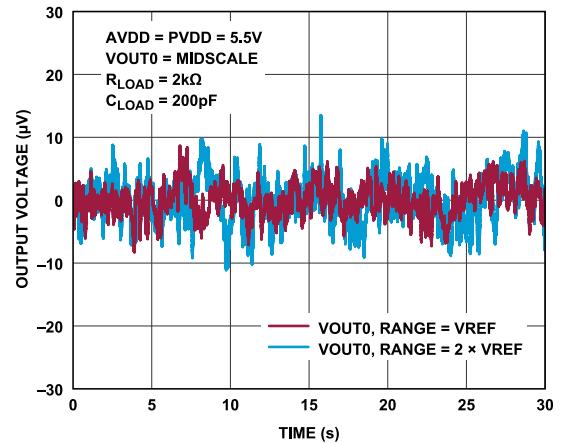 30
20
10
0
–10
–20
–30
OUTPUT VOLTAGE (µV)
AVDD = PVDD = 5.5V
VOUT0 = MIDSCALE
RLOAD = 2kΩ
CLOAD = 200pF
VOUT0, RANGE = VREF
VOUT0, RANGE = 2 × VREF
0 5 10 15 20 25 30
TIME (s)